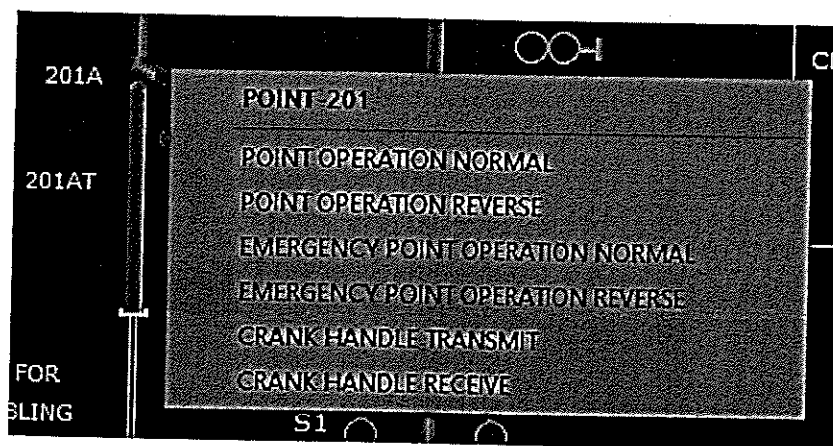 201A
POINT-201
POINT OPERATION NORMAL
201AT
POINT OPERATION REVERSE
EMERGENCY POINT OPERATION NORMAL
EMERGENCY POINT OPERATION REVERSE
CRANK HANDLE TRANSMIT
FOR
CRANK HANDLE RECEIVE
BLING
S1